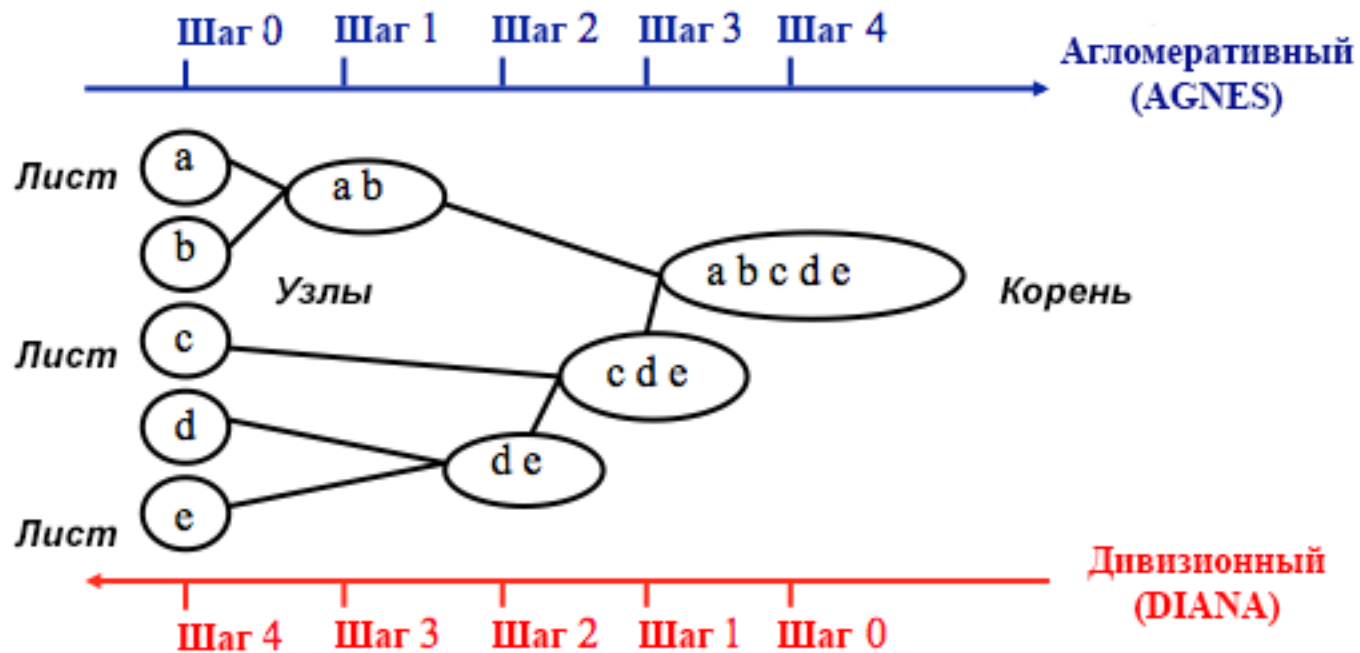 Шаг 0 Шаг 1 Шаг 2 Шаг 3 Шаг 4
Агломеративный
(AGNES)
Лист
a
a b
b
Узлы
a b c d e
Корень
Лист
c
c d e
d
d e
Лист
e
Дивизионный
(DIANA)
Шаг 4 Шаг 3 Шаг 2 Шаг 1 Шаг 0